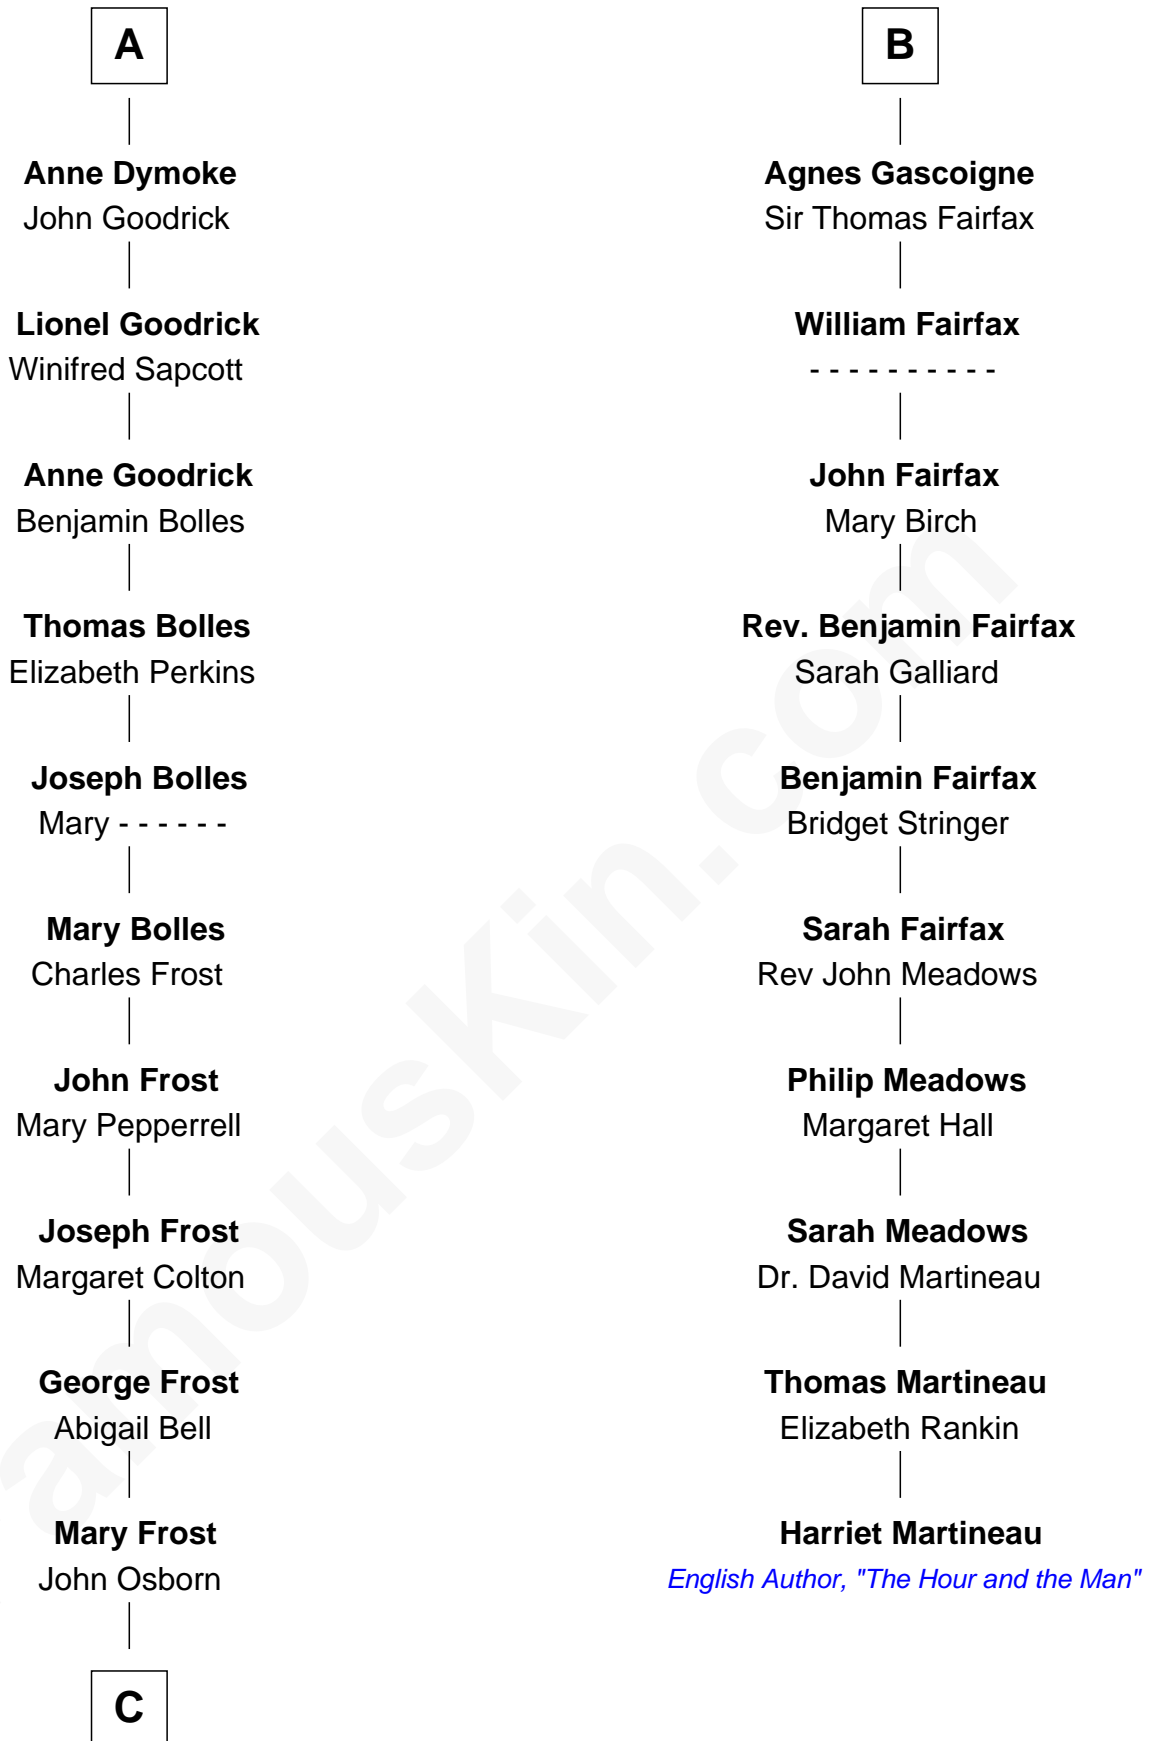 A
Anne Dymoke
John Goodrick
Lionel Goodrick
Winifred Sapcott
Anne Goodrick
Benjamin Bolles
Thomas Bolles
Elizabeth Perkins
Joseph Bolles
Mary - - - - - -
Mary Bolles
Charles Frost
John Frost
Mary Pepperrell
Joseph Frost
Margaret Colton
George Frost
Abigail Bell
Mary Frost
John Osborn
C
B
Agnes Gascoigne
Sir Thomas Fairfax
William Fairfax
- - - - - - - - - -
John Fairfax
Mary Birch
Rev. Benjamin Fairfax
Sarah Galliard
Benjamin Fairfax
Bridget Stringer
Sarah Fairfax
Rev John Meadows
Philip Meadows
Margaret Hall
Sarah Meadows
Dr. David Martineau
Thomas Martineau
Elizabeth Rankin
Harriet Martineau
English Author, "The Hour and the Man"
amousKin.com